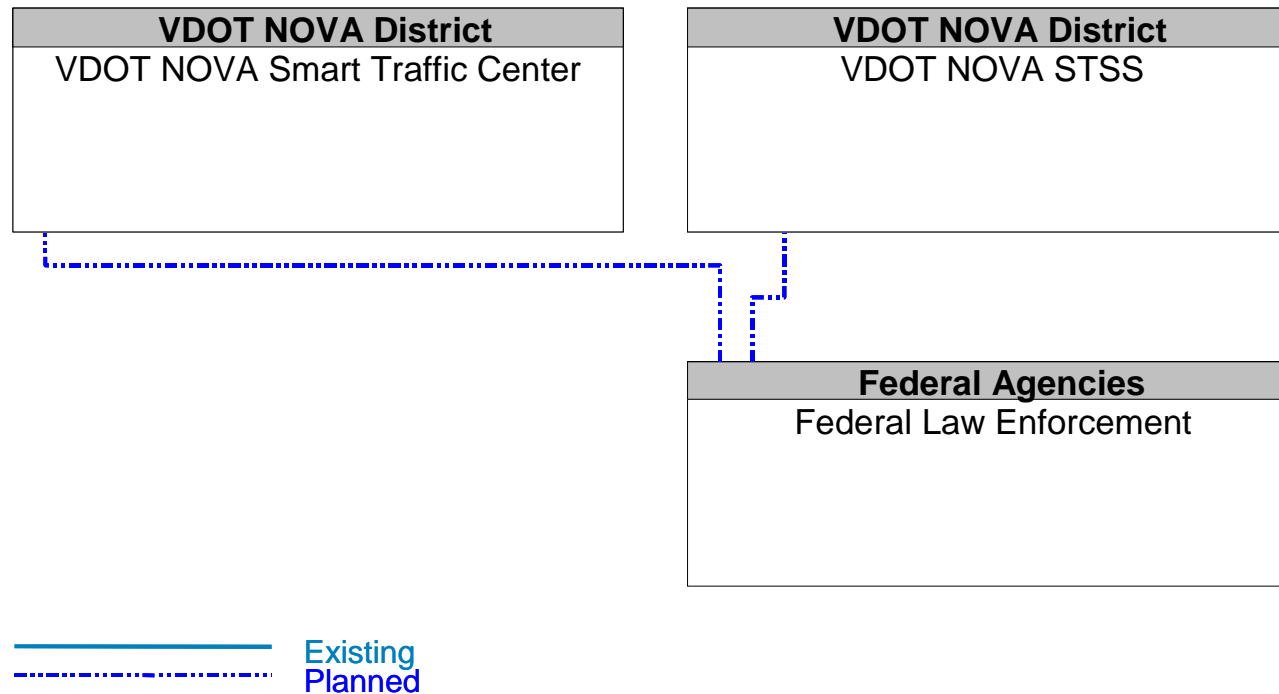 VDOT NOVA District
VDOT NOVA Smart Traffic Center
VDOT NOVA District
VDOT NOVA STSS
Federal Agencies
Federal Law Enforcement
Existing
Planned